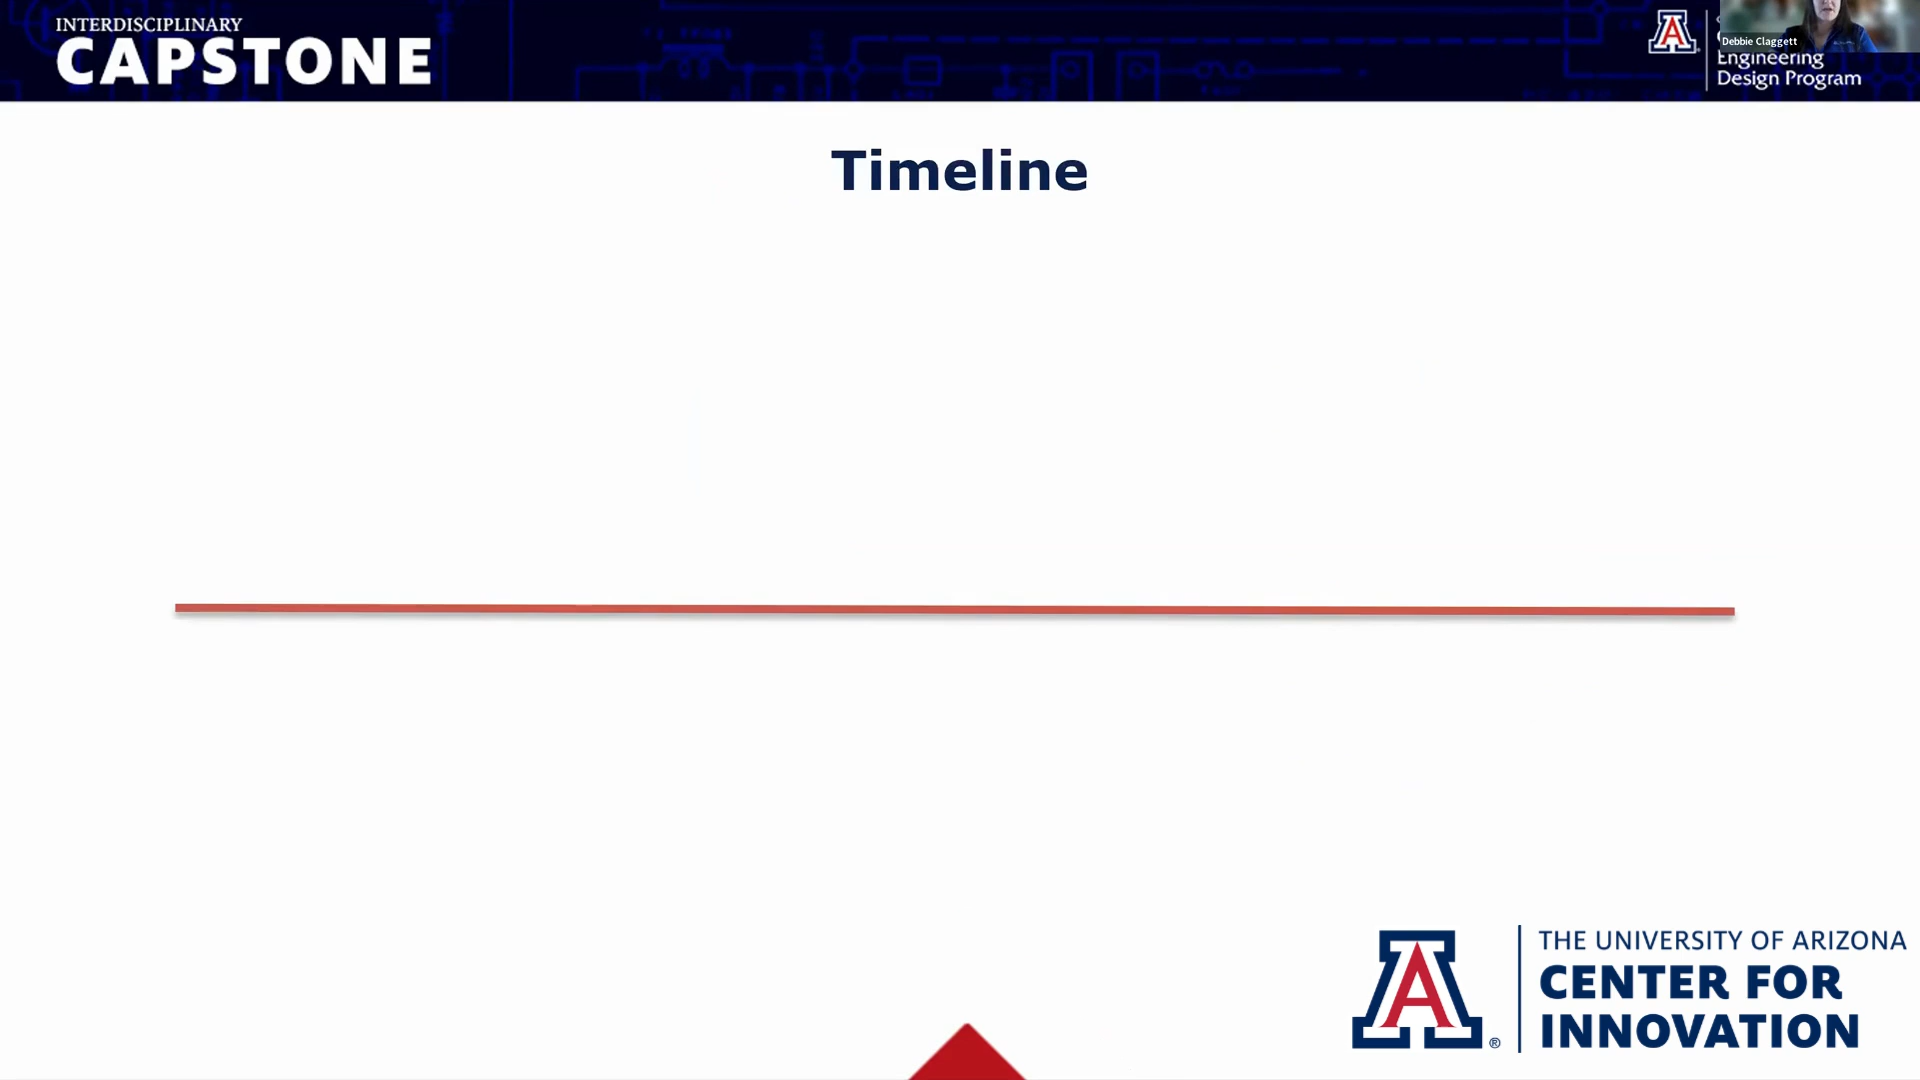 INTERDISCIPLINARY
CAPSTONE
Debbie Claggett
Engineering
Design Program
Timeline
THE UNIVERSITY OF ARIZONA
CENTER FOR
INNOVATION
®